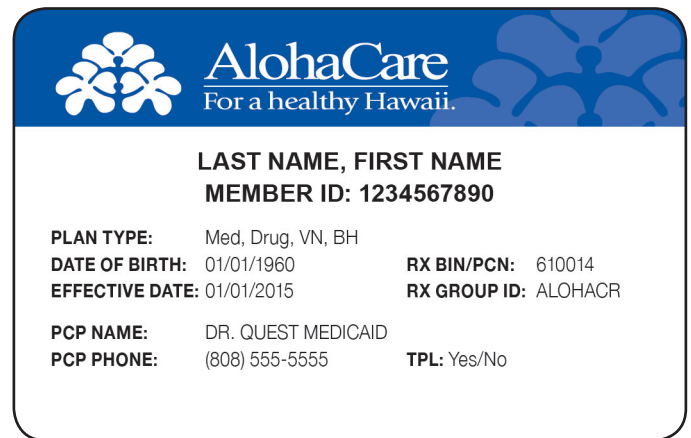 AlohaCare
For a healthy Hawaii.
LAST NAME, FIRST NAME
MEMBER ID: 1234567890
PLAN TYPE: Med, Drug, VN, BH
DATE OF BIRTH: 01/01/1960 RX BIN/PCN: 610014
EFFECTIVE DATE: 01/01/2015 RX GROUP ID: ALOHACR
PCP NAME: DR. QUEST MEDICAID
PCP PHONE: (808) 555-5555 TPL: Yes/No